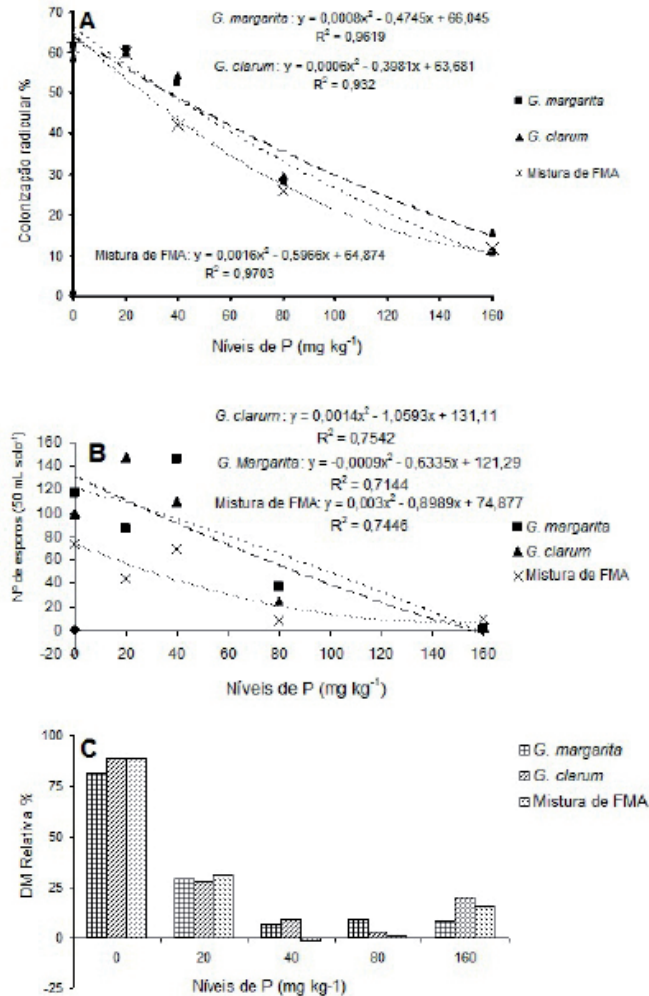 A
G. margarita: y = 0,0008x² - 0,4745x + 66,045
R² = 0,9619
G. clarum: y = 0,0006x² - 0,3981x + 63,681
R² = 0,932
Colonização radicular %
70
60
50
40
30
20
10
0
G. margarita
G. clarum
Mistura de FMA
Mistura de FMA: y = 0,0016x² - 0,5966x + 64,874
R² = 0,9703
0 20 40 60 80 100 120 140 160
Níveis de P (mg kg⁻¹)
B
G. clarum: y = 0,0014x² - 1,0593x + 131,11
R² = 0,7542
G. Margarita: y = -0,0009x² - 0,6335x + 121,29
R² = 0,7144
Mistura de FMA: y = 0,003x² - 0,8989x + 74,877
R² = 0,7446
Nº de esporos (50 mL solo⁻¹)
160
140
120
100
80
60
40
20
0
-20
G. margarita
G. clarum
Mistura de FMA
0 20 40 60 80 100 120 140 160
Níveis de P (mg kg⁻¹)
C
DM Relativa %
100
75
50
25
0
-25
G. margarita
G. clarum
Mistura de FMA
0 20 40 80 160
Níveis de P (mg kg-1)